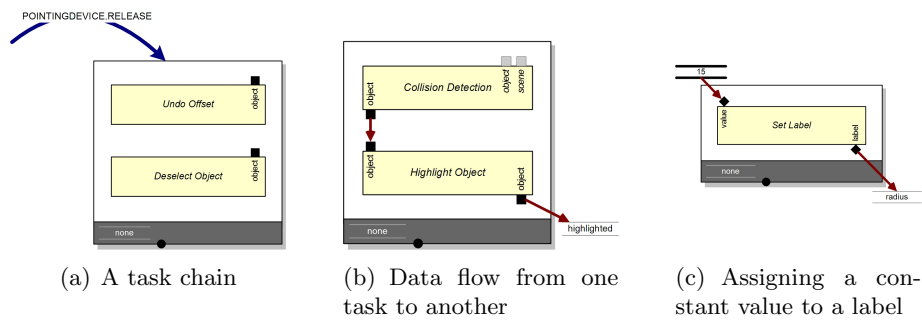 POINTINGDEVICE.RELEASE
object
Undo Offset
object
Deselect Object
none
(a) A task chain
object
Collision Detection
object
scene
object
Highlight Object
object
none
highlighted
(b) Data flow from one
task to another
15
value
Set Label
label
none
radius
(c) Assigning a con-
stant value to a label